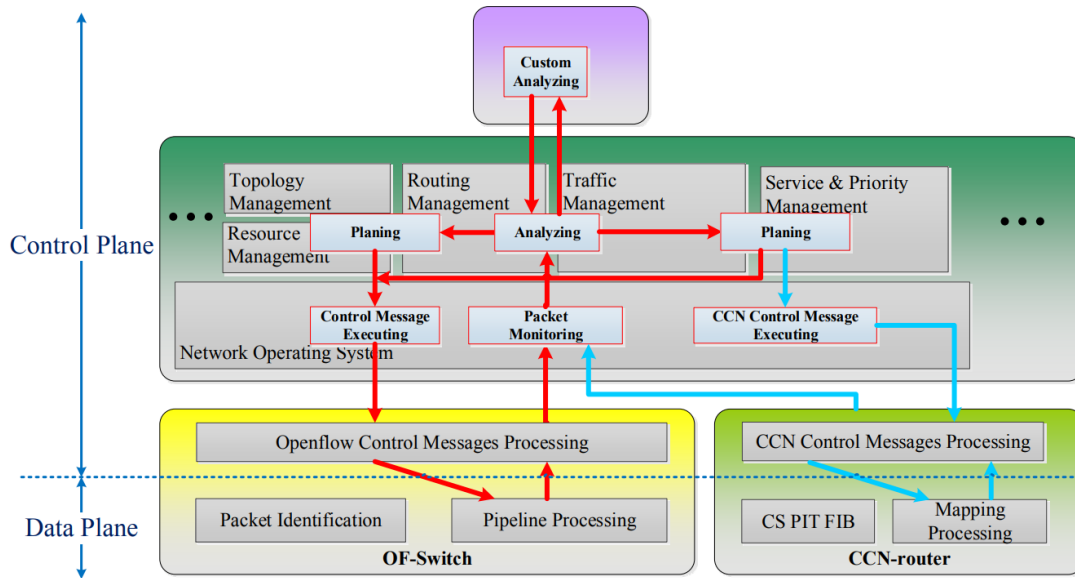 Custom
Analyzing
Topology
Management
Routing
Management
Traffic
Management
Service & Priority
Management
• • •
• • •
Control Plane
Resource
Management
Planing
Analyzing
Planing
Control Message
Executing
Packet
Monitoring
CCN Control Message
Executing
Network Operating System
Openflow Control Messages Processing
CCN Control Messages Processing
Data Plane
Packet Identification
Pipeline Processing
CS PIT FIB
Mapping
Processing
OF-Switch
CCN-router